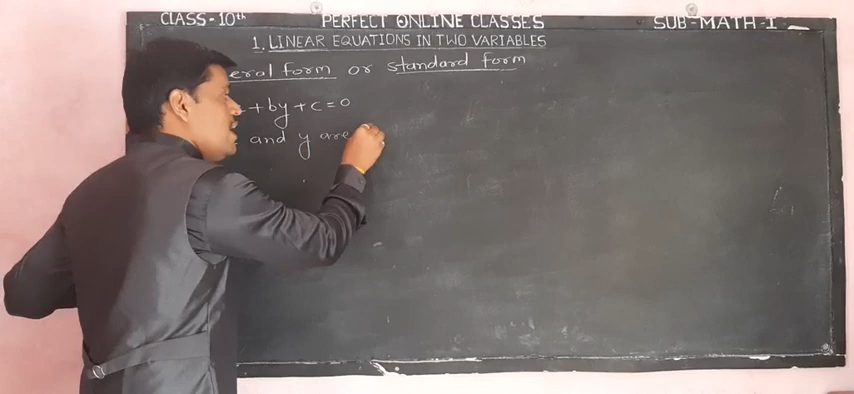 CLASS-10th PERFECT ONLINE CLASSES SUB-MATH-I
1. LINEAR EQUATIONS IN TWO VARIABLES
eral form or standard form
+by+c=0
and y are